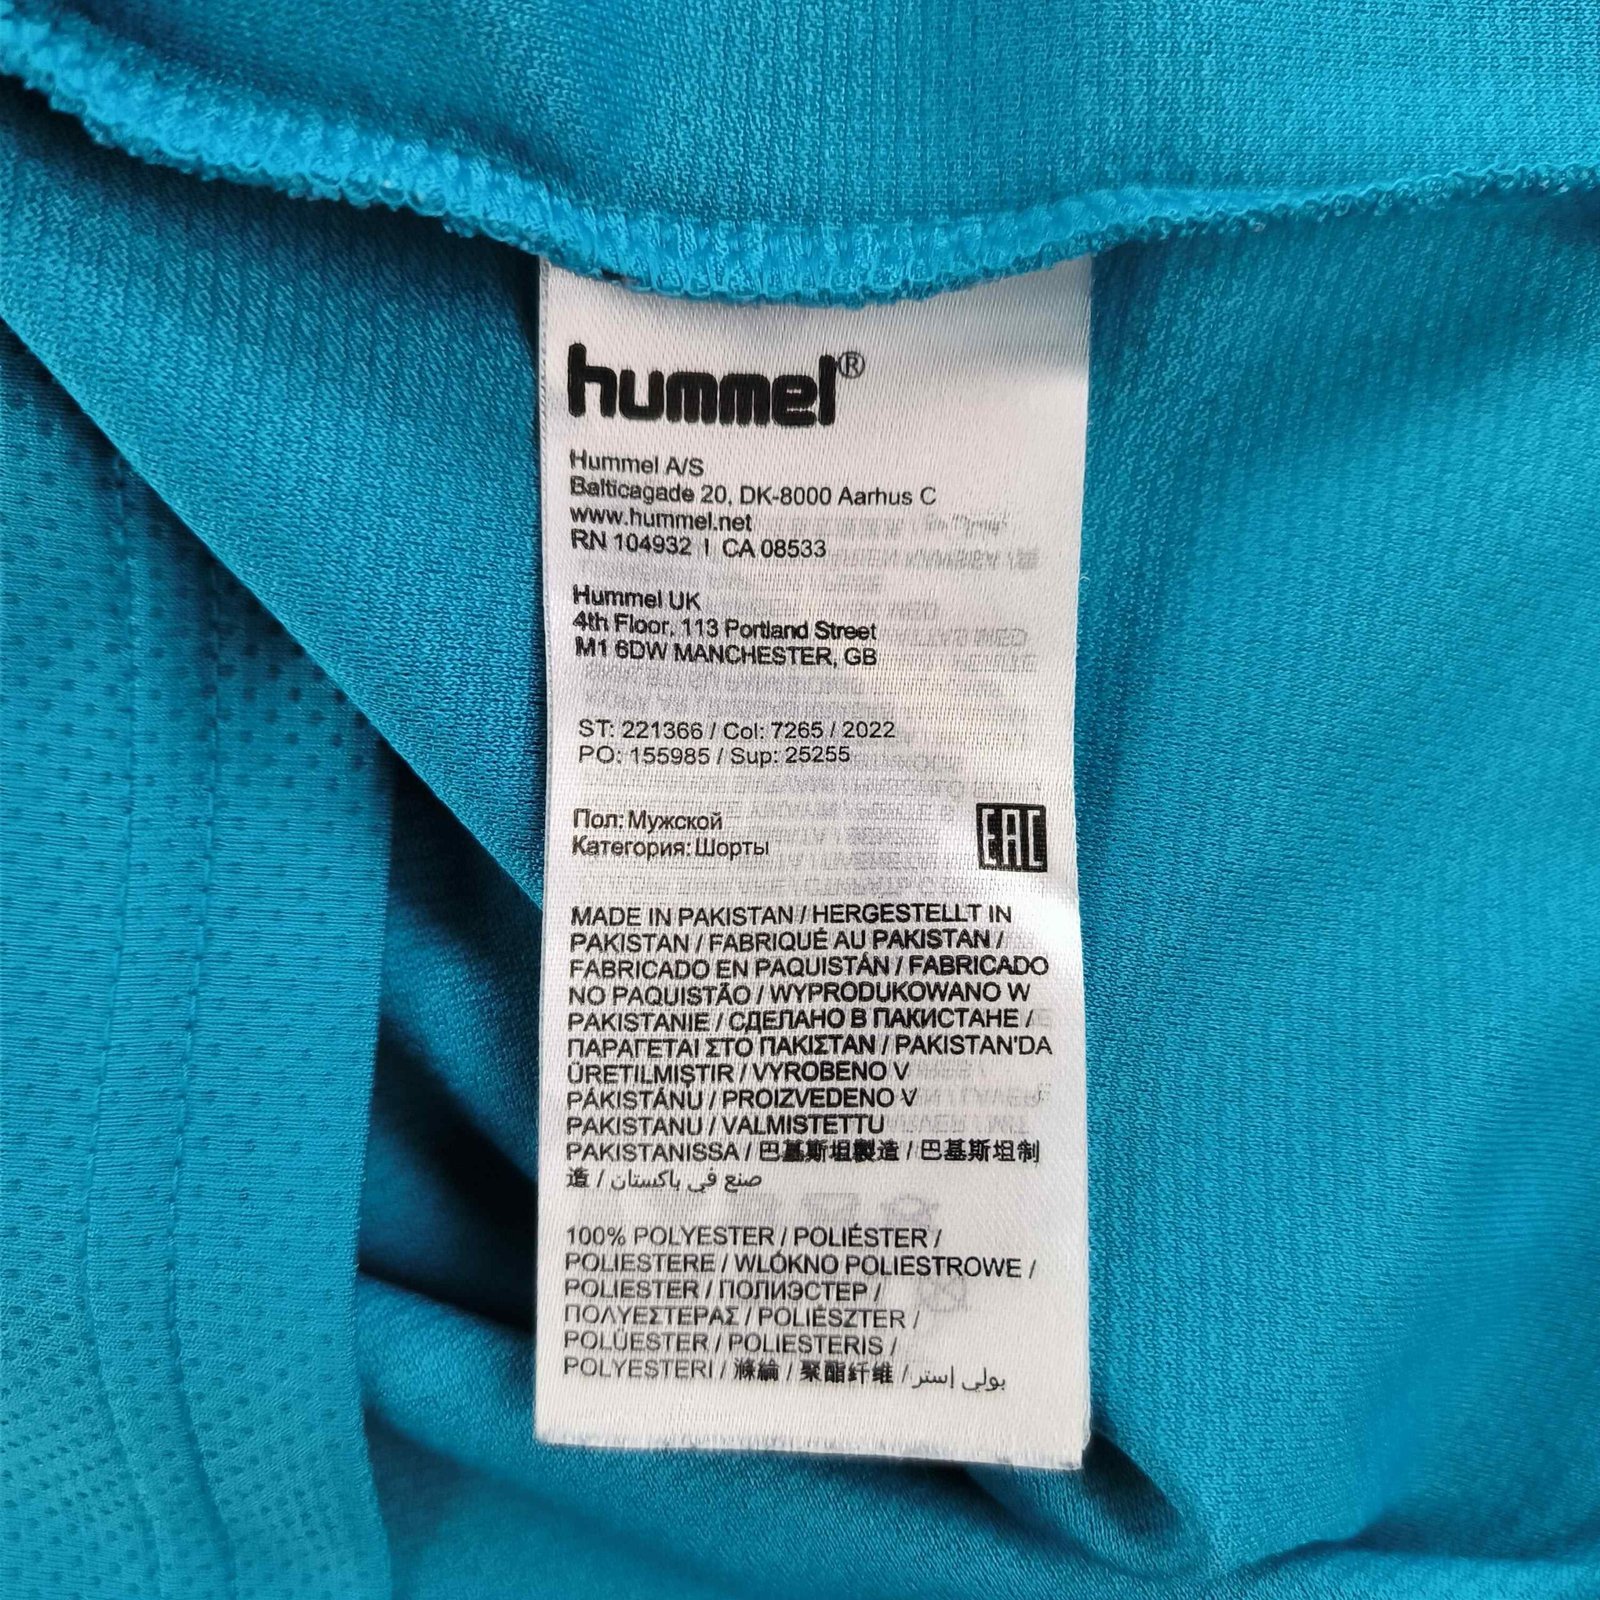 hummel®
Hummel A/S
Balticagade 20, DK-8000 Aarhus C
www.hummel.net
RN 104932 | CA 08533
Hummel UK
4th Floor, 113 Portland Street
M1 6DW MANCHESTER, GB
ST: 221366 / Col: 7265 / 2022
PO: 155985 / Sup: 25255
Пол: Мужской
Категория: Шорты
EAC
MADE IN PAKISTAN / HERGESTELLT IN
PAKISTAN / FABRIQUÉ AU PAKISTAN /
FABRICADO EN PAQUISTÁN / FABRICADO
NO PAQUISTÃO / WYPRODUKOWANO W
PAKISTANIE / СДЕЛАНО В ПАКИСТАНЕ /
ΠΑΡΑΓΕΤΑΙ ΣΤΟ ΠΑΚΙΣΤΑΝ / PAKISTAN'DA
ÜRETILMIŞTIR / VYROBENO V
PÁKISTÁNU / PROIZVEDENO V
PAKISTANU / VALMISTETTU
PAKISTANISSA / 巴基斯坦製造 / 巴基斯坦制
造 / صنع في باكستان
100% POLYESTER / POLIÉSTER /
POLIESTERE / WLÓKNO POLIESTROWE /
POLIESTER / ПОЛИЭСТЕР /
ΠΟΛΥΕΣΤΕΡΑΣ / POLIÉSZTER /
POLÜESTER / POLIESTERIS /
POLYESTERI / 滌綸 / 聚酯纤维 / بولي إستر